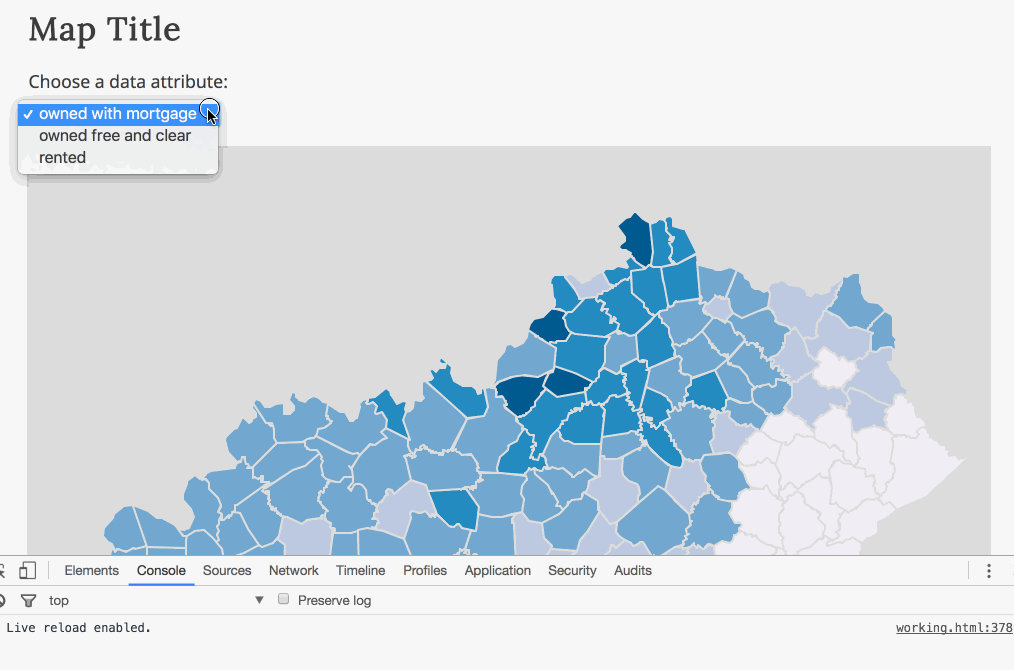 Map Title
Choose a data attribute:
✓ owned with mortgage
owned free and clear
rented
Elements Console Sources Network Timeline Profiles Application Security Audits
top ▼ Preserve log
Live reload enabled. working.html:378